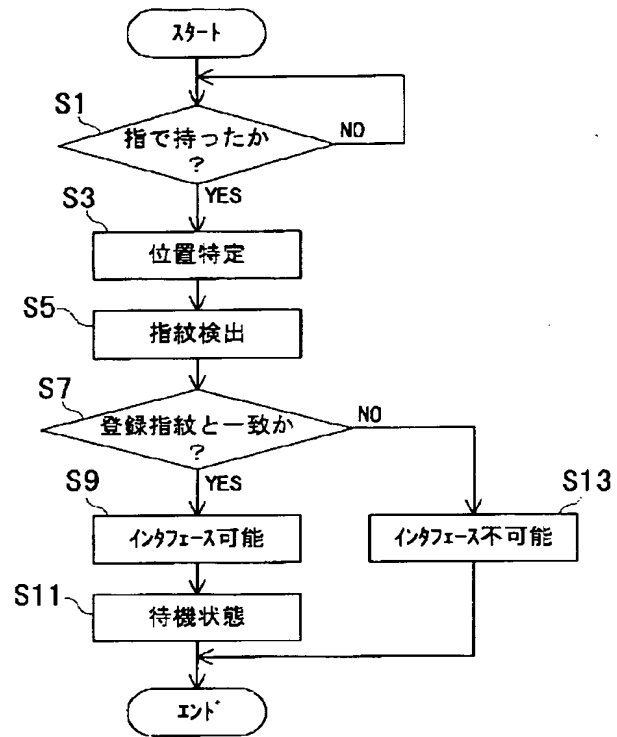 ｽﾀｰﾄ
S1
指で持ったか
?
NO
YES
S3
位置特定
S5
指紋検出
S7
登録指紋と一致か
?
NO
YES
S9
ｲﾝﾀﾌｪｰｽ可能
S13
ｲﾝﾀﾌｪｰｽ不可能
S11
待機状態
ｴﾝﾄﾞ